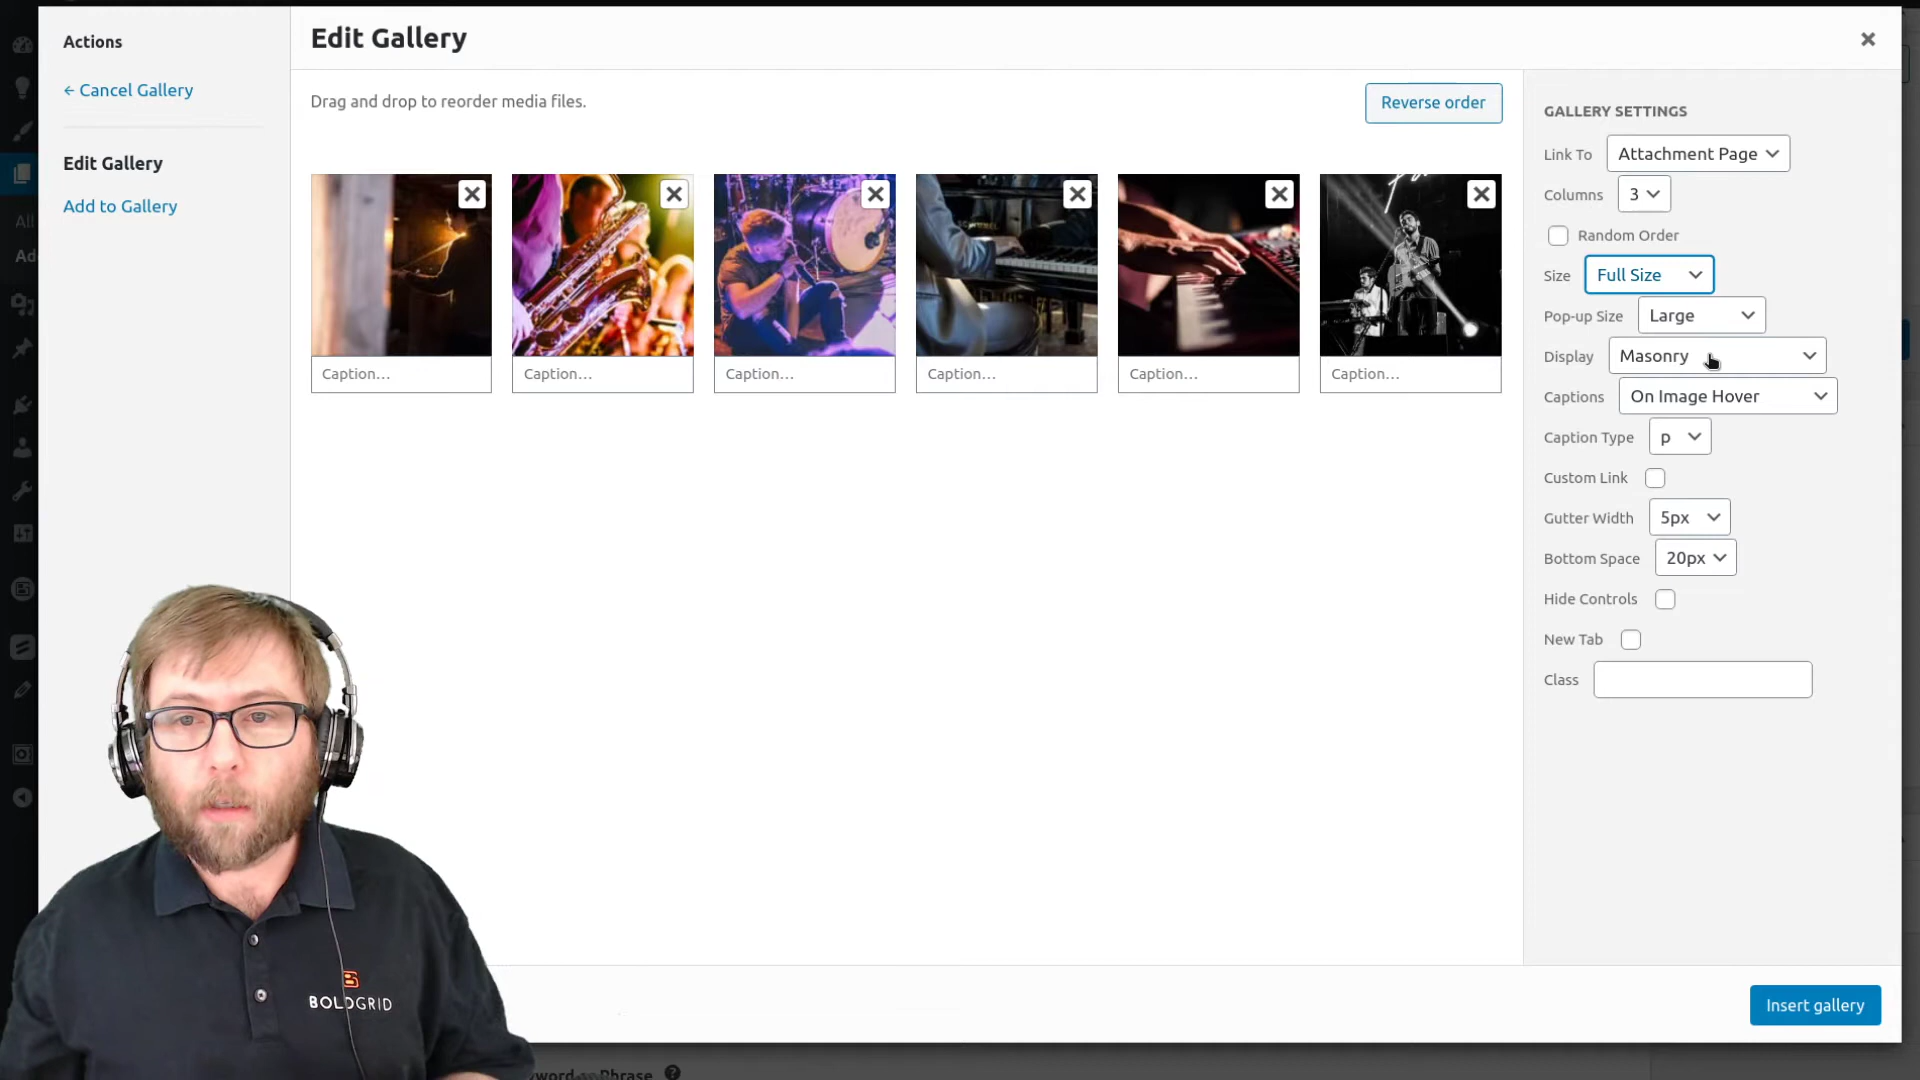 Actions
← Cancel Gallery
Edit Gallery
Add to Gallery
Edit Gallery
Drag and drop to reorder media files.
Reverse order
Caption...
Caption...
Caption...
Caption...
Caption...
Caption...
GALLERY SETTINGS
Link To Attachment Page
Columns 3
Random Order
Size Full Size
Pop-up Size Large
Display Masonry
Captions On Image Hover
Caption Type p
Custom Link
Gutter Width 5px
Bottom Space 20px
Hide Controls
New Tab
Class
Insert gallery
BOLDGRID
All